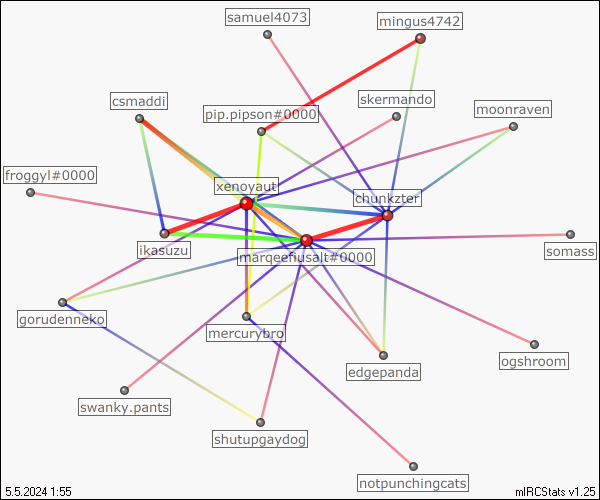 samuel4073
mingus4742
csmaddi
skermando
pip.pipson#0000
moonraven
froggyl#0000
xenoyaut
chunkzter
ikasuzu
somass
marqeefiusalt#0000
gorudenneko
mercurybro
ogshroom
edgepanda
swanky.pants
shutupgaydog
notpunchingcats
5.5.2024 1:55
mIRCStats v1.25